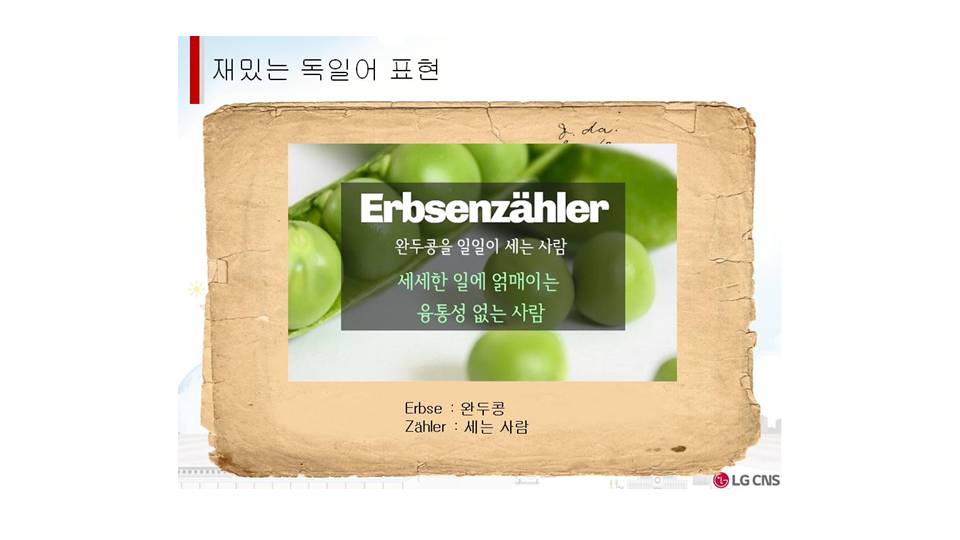 재밌는 독일어 표현
Erbsenzähler
완두콩을 일일이 세는 사람
세세한 일에 얽매이는
융통성 없는 사람
Erbse : 완두콩
Zähler : 세는 사람
LG CNS